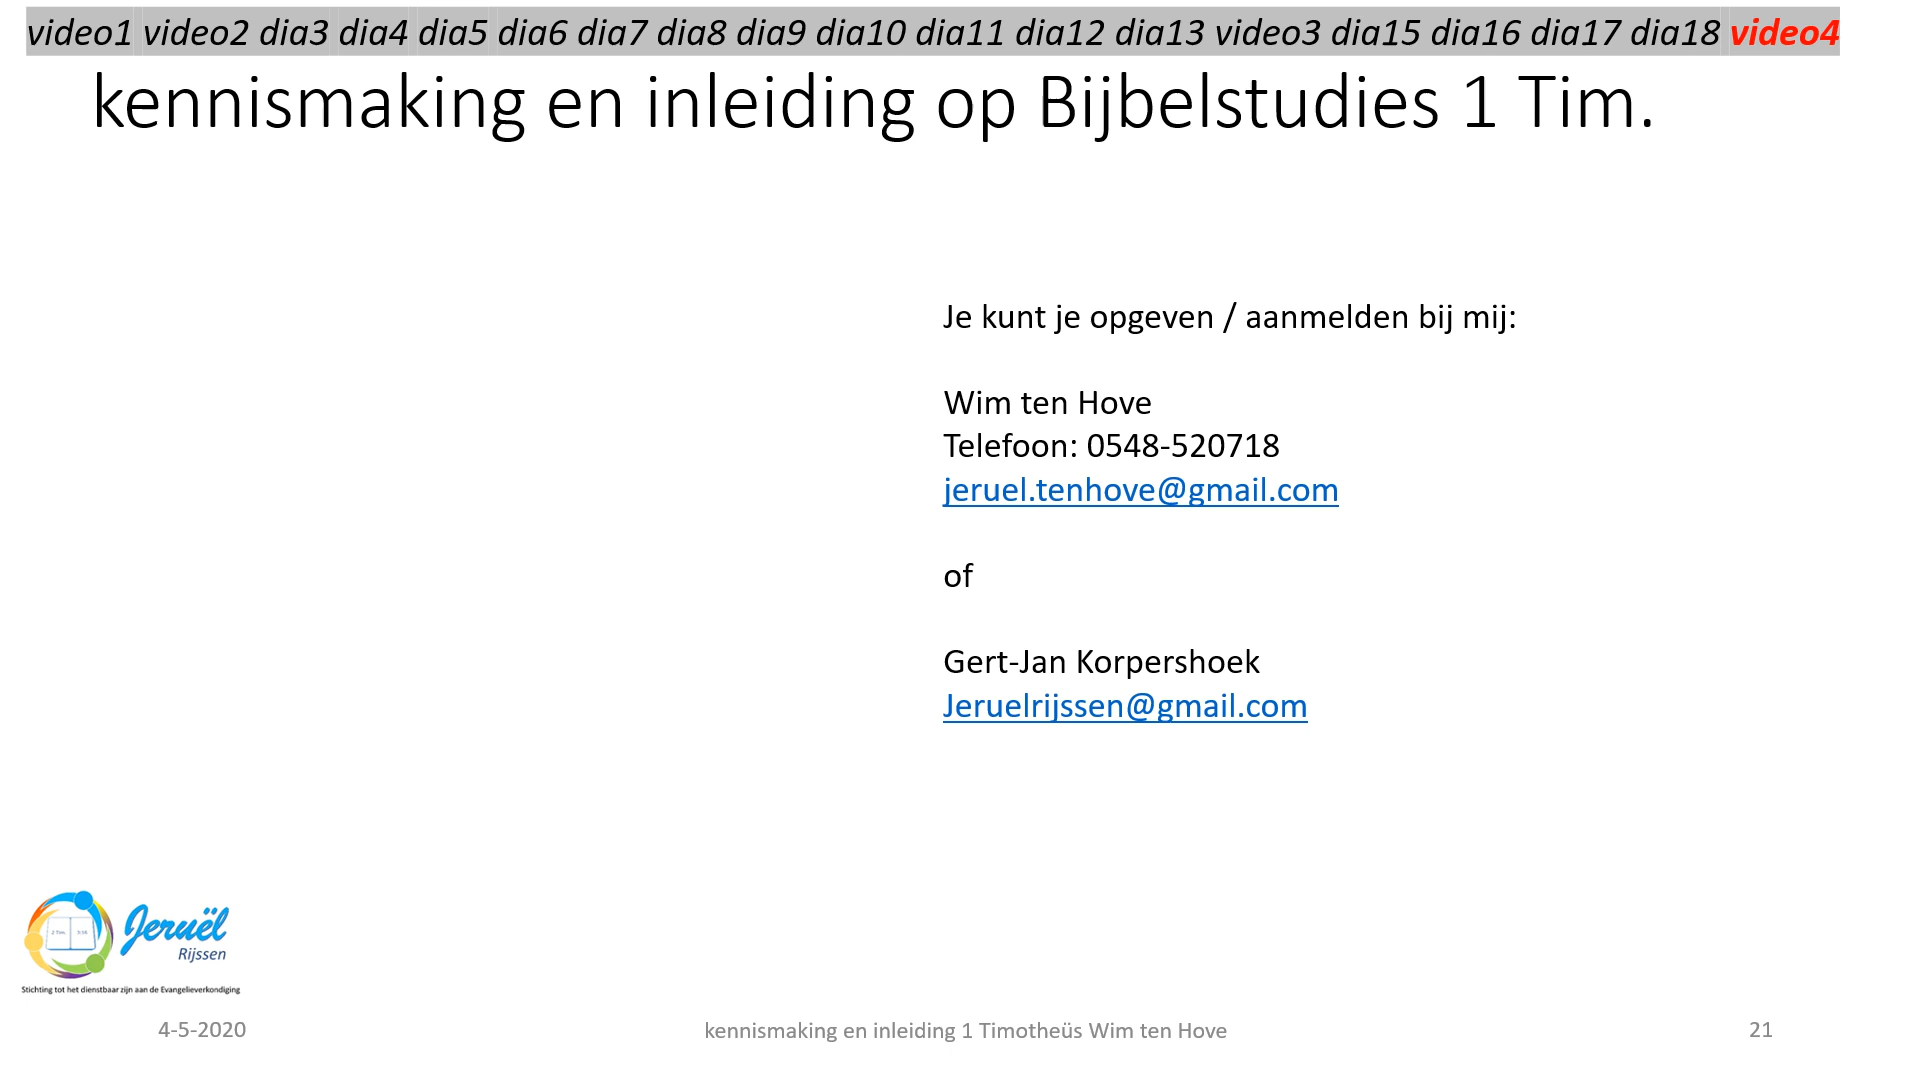 video1 video2 dia3 dia4 dia5 dia6 dia7 dia8 dia9 dia10 dia11 dia12 dia13 video3 dia15 dia16 dia17 dia18 video4
kennismaking en inleiding op Bijbelstudies 1 Tim.
Je kunt je opgeven / aanmelden bij mij:
Wim ten Hove
Telefoon: 0548-520718
jeruel.tenhove@gmail.com
of
Gert-Jan Korpershoek
Jeruelrijssen@gmail.com
Jeruël
Rijssen
Stichting tot het dienstbaar zijn aan de Evangelieverkondiging
4-5-2020
kennismaking en inleiding 1 Timotheüs Wim ten Hove
21